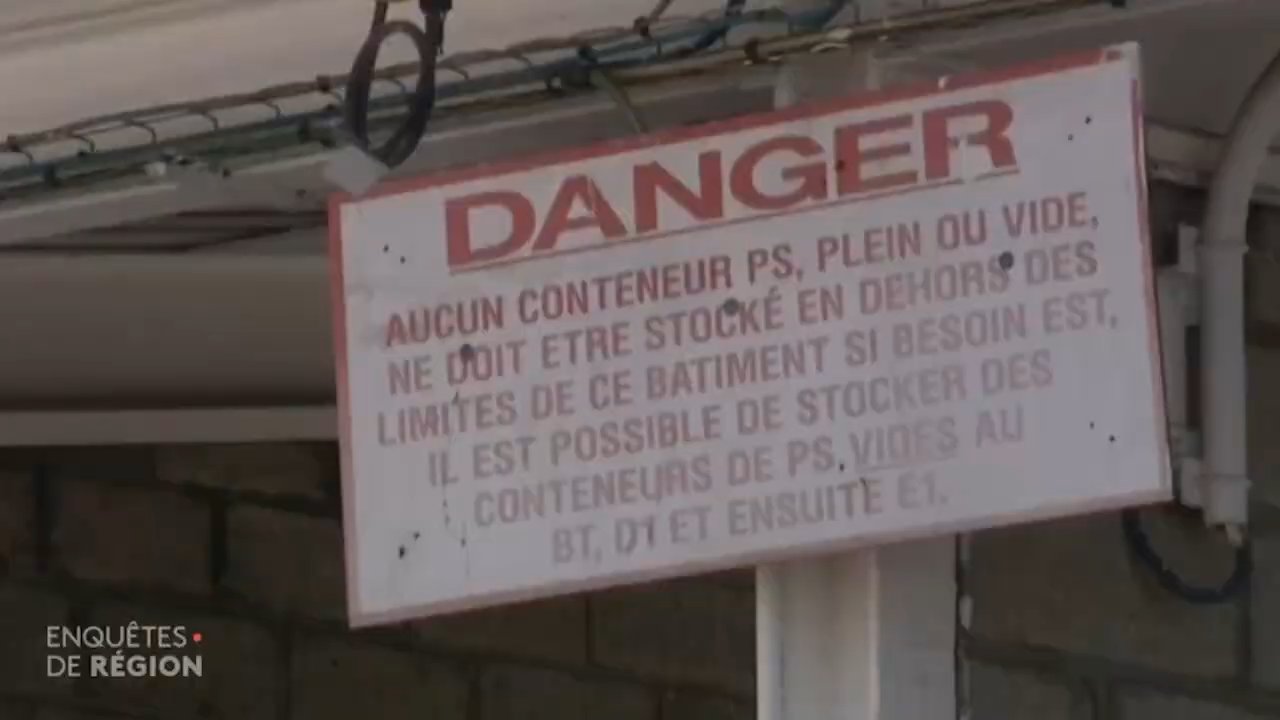 DANGER
AUCUN CONTENEUR PS, PLEIN OU VIDE,
NE DOIT ETRE STOCKÉ EN DEHORS DES
LIMITES DE CE BATIMENT SI BESOIN EST,
IL EST POSSIBLE DE STOCKER DES
CONTENEURS DE PS, VIDES AU
BT, D1 ET ENSUITE E1.
ENQUÊTES
DE RÉGION